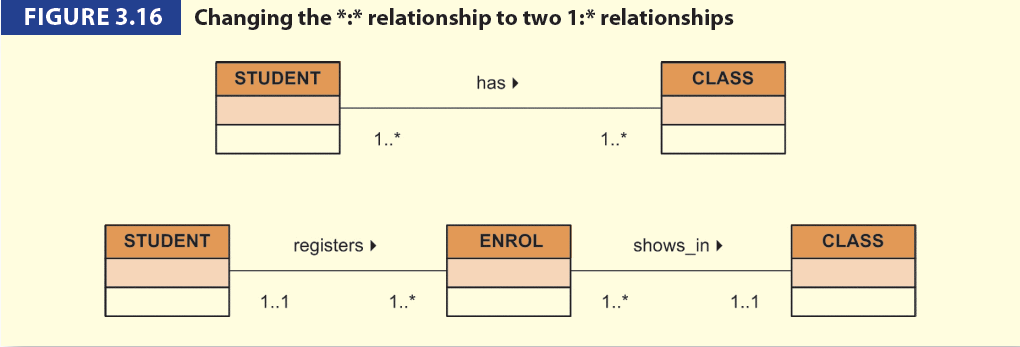 FIGURE 3.16 Changing the *:* relationship to two 1:* relationships
STUDENT has CLASS
1..* 1..*
STUDENT registers ENROL shows_in CLASS
1..1 1..* 1..* 1..1